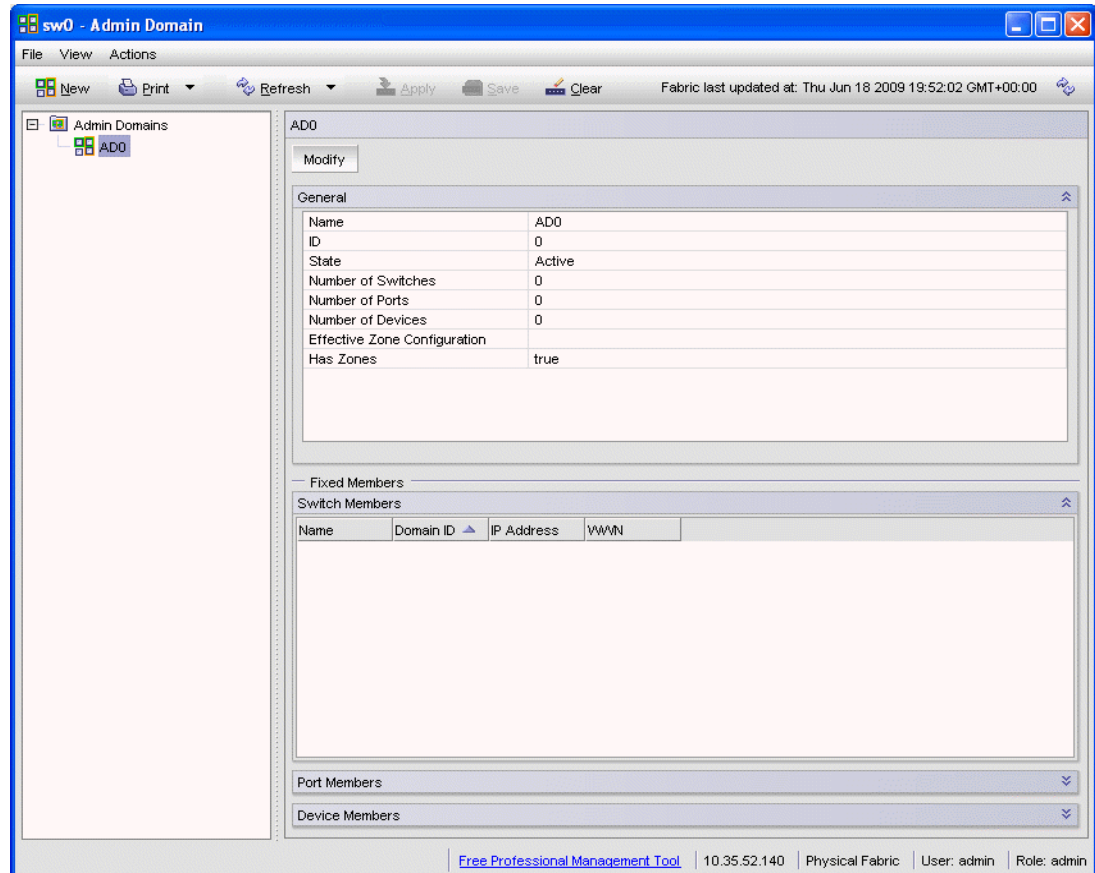 sw0 - Admin Domain
File View Actions
New Print Refresh Apply Save Clear Fabric last updated at: Thu Jun 18 2009 19:52:02 GMT+00:00
Admin Domains
AD0
AD0
Modify
General
Name AD0
ID 0
State Active
Number of Switches 0
Number of Ports 0
Number of Devices 0
Effective Zone Configuration
Has Zones true
Fixed Members
Switch Members
Name Domain ID IP Address WWN
Port Members
Device Members
Free Professional Management Tool 10.35.52.140 Physical Fabric User: admin Role: admin